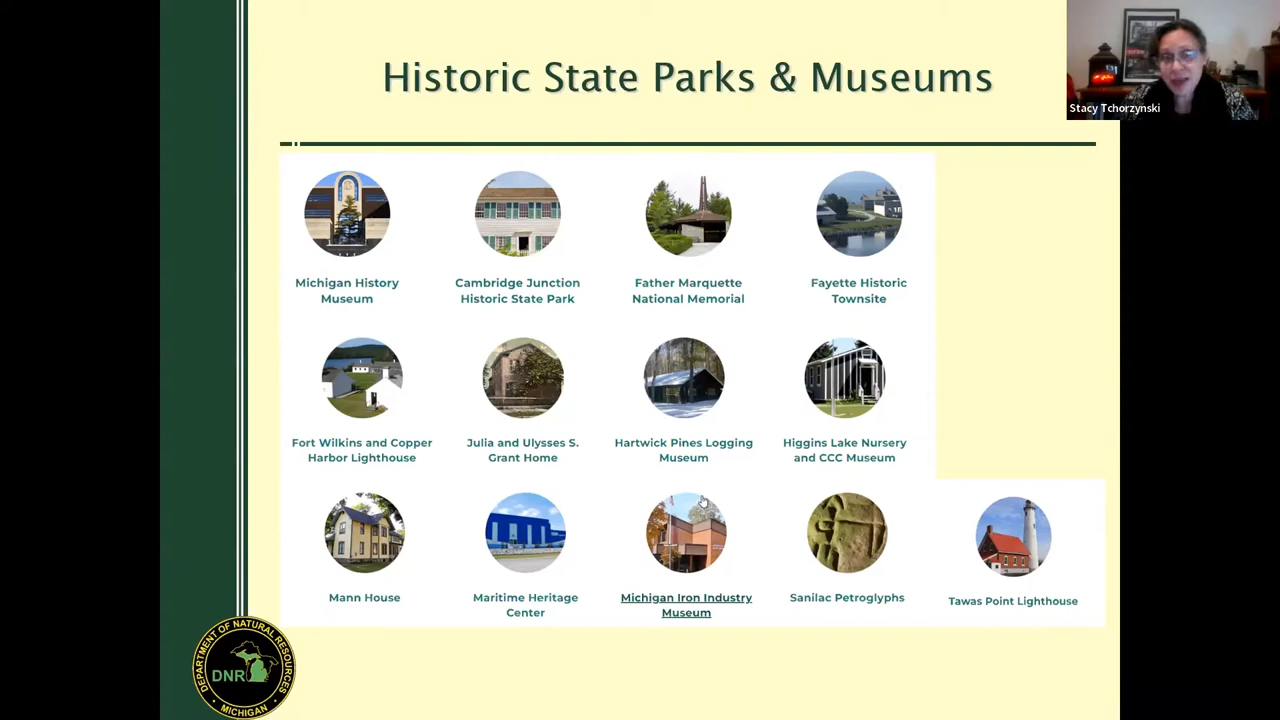 Historic State Parks & Museums
Stacy Tchorzynski
Michigan History
Museum
Cambridge Junction
Historic State Park
Father Marquette
National Memorial
Fayette Historic
Townsite
Fort Wilkins and Copper
Harbor Lighthouse
Julia and Ulysses S.
Grant Home
Hartwick Pines Logging
Museum
Higgins Lake Nursery
and CCC Museum
Mann House
Maritime Heritage
Center
Michigan Iron Industry
Museum
Sanilac Petroglyphs
Tawas Point Lighthouse
DEPARTMENT OF NATURAL RESOURCES
DNR
MICHIGAN